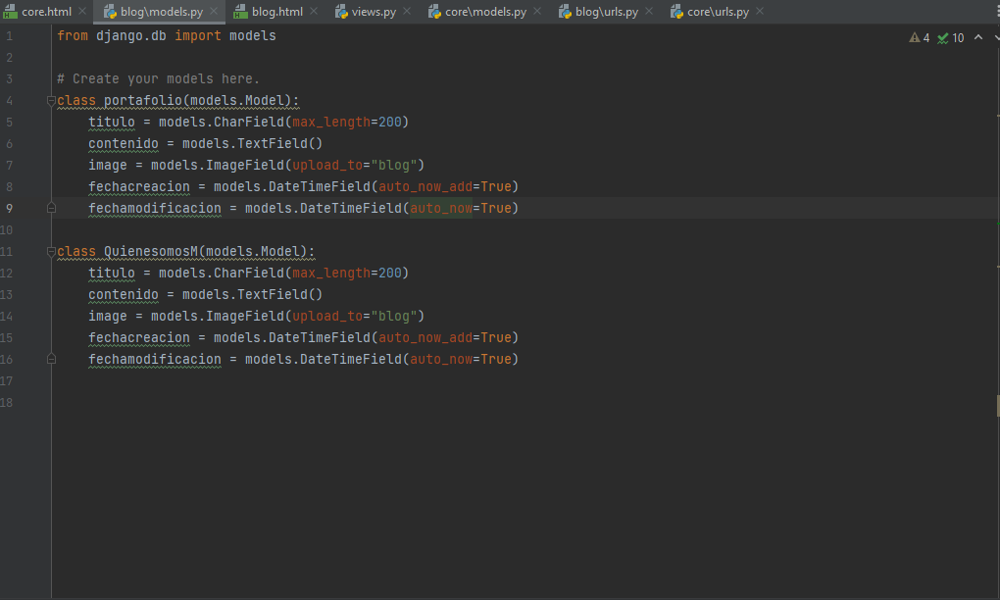 core.html blog\models.py blog.html views.py core\models.py blog\urls.py core\urls.py
4 10
1 from django.db import models
2
3 # Create your models here.
4 class portafolio(models.Model):
5 titulo = models.CharField(max_length=200)
6 contenido = models.TextField()
7 image = models.ImageField(upload_to="blog")
8 fechacreacion = models.DateTimeField(auto_now_add=True)
9 fechamodificacion = models.DateTimeField(auto_now=True)
10
11 class QuienesomosM(models.Model):
12 titulo = models.CharField(max_length=200)
13 contenido = models.TextField()
14 image = models.ImageField(upload_to="blog")
15 fechacreacion = models.DateTimeField(auto_now_add=True)
16 fechamodificacion = models.DateTimeField(auto_now=True)
17
18